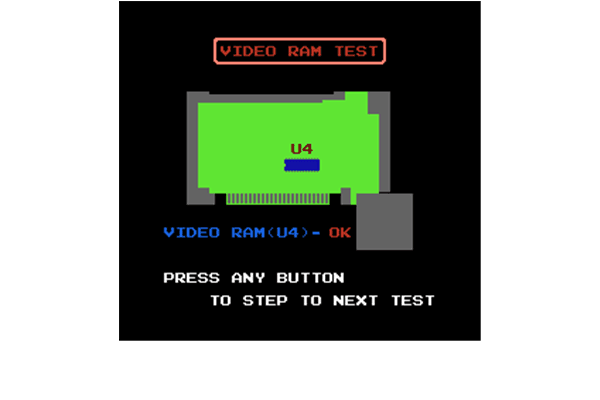 VIDEO RAM TEST
U4
VIDEO RAM(U4)- OK
PRESS ANY BUTTON
TO STEP TO NEXT TEST